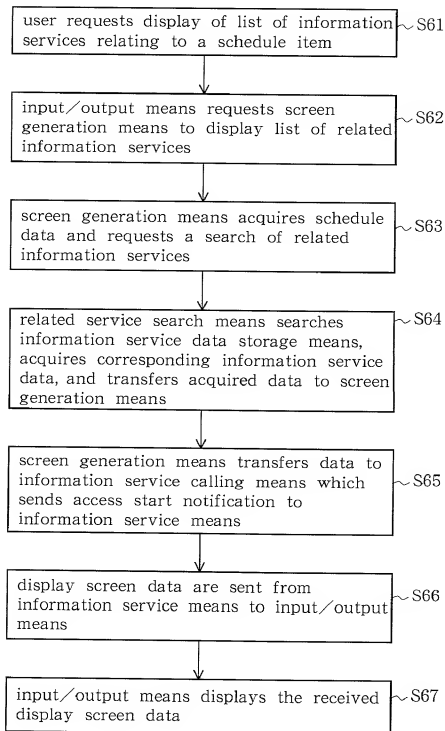 user requests display of list of information
services relating to a schedule item
S61
input/output means requests screen
generation means to display list of related
information services
S62
screen generation means acquires schedule
data and requests a search of related
information services
S63
related service search means searches
information service data storage means,
acquires corresponding information service
data, and transfers acquired data to screen
generation means
S64
screen generation means transfers data to
information service calling means which
sends access start notification to
information service means
S65
display screen data are sent from
information service means to input/output
means
S66
input/output means displays the received
display screen data
S67